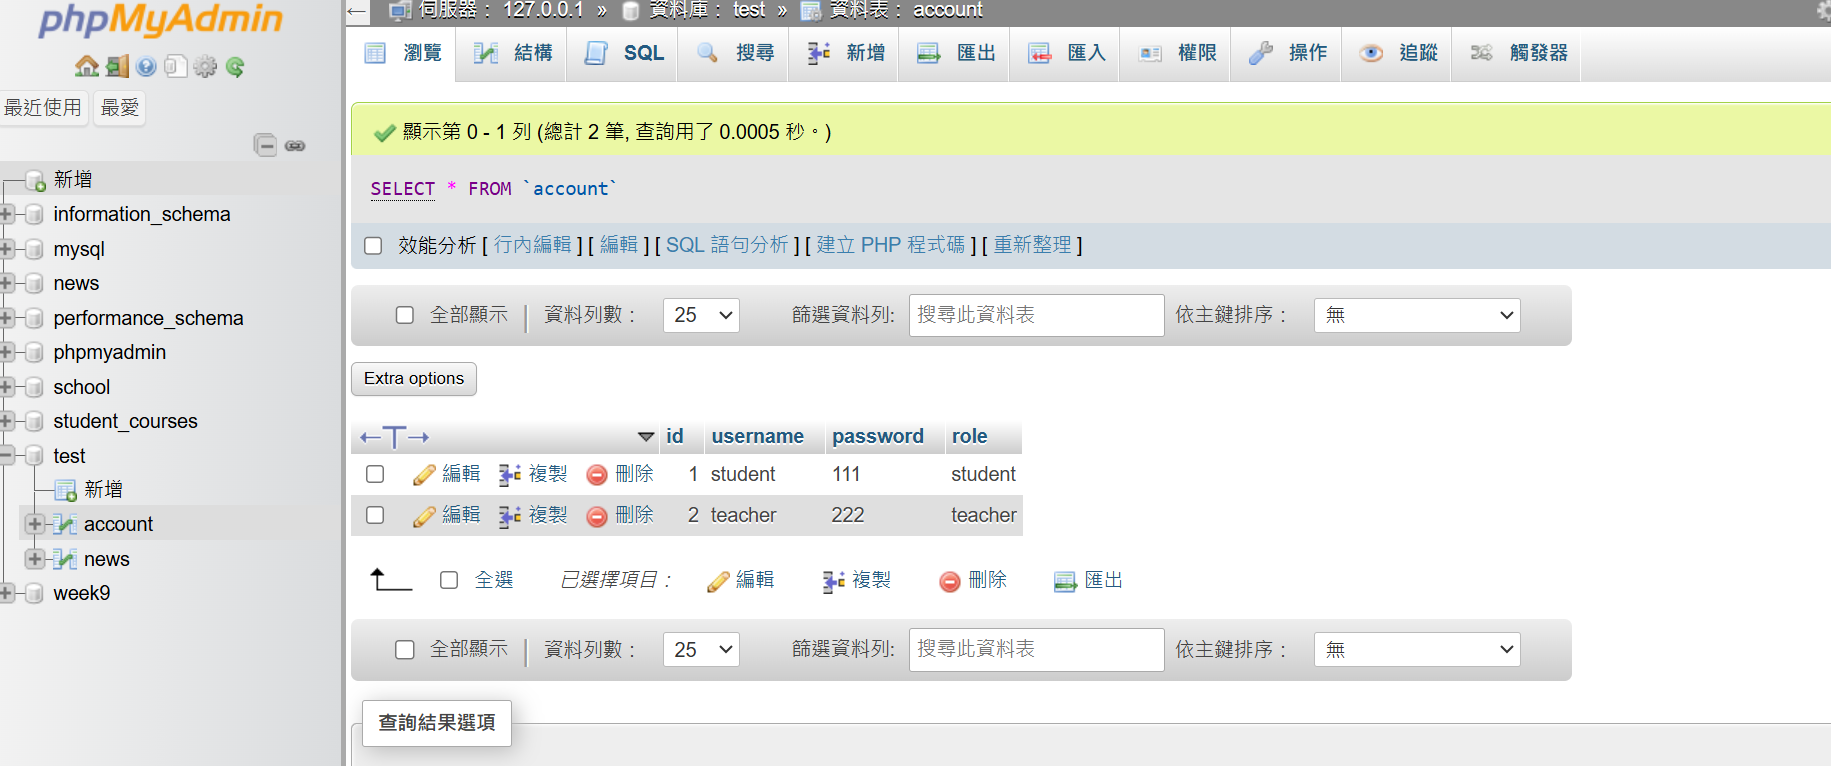 phpMyAdmin
最近使用 最愛
新增
information_schema
mysql
news
performance_schema
phpmyadmin
school
student_courses
test
新增
account
news
week9
伺服器： 127.0.0.1 » 資料庫： test » 資料表： account
瀏覽 結構 SQL 搜尋 新增 匯出 匯入 權限 操作 追蹤 觸發器
顯示第 0 - 1 列 (總計 2 筆, 查詢用了 0.0005 秒。)
SELECT * FROM `account`
效能分析 [ 行內編輯 ] [ 編輯 ] [ SQL 語句分析 ] [ 建立 PHP 程式碼 ] [ 重新整理 ]
全部顯示 | 資料列數： 25 篩選資料列: 搜尋此資料表 依主鍵排序： 無
Extra options
←T→ id username password role
編輯 複製 刪除 1 student 111 student
編輯 複製 刪除 2 teacher 222 teacher
全選 已選擇項目： 編輯 複製 刪除 匯出
全部顯示 | 資料列數： 25 篩選資料列: 搜尋此資料表 依主鍵排序： 無
查詢結果選項